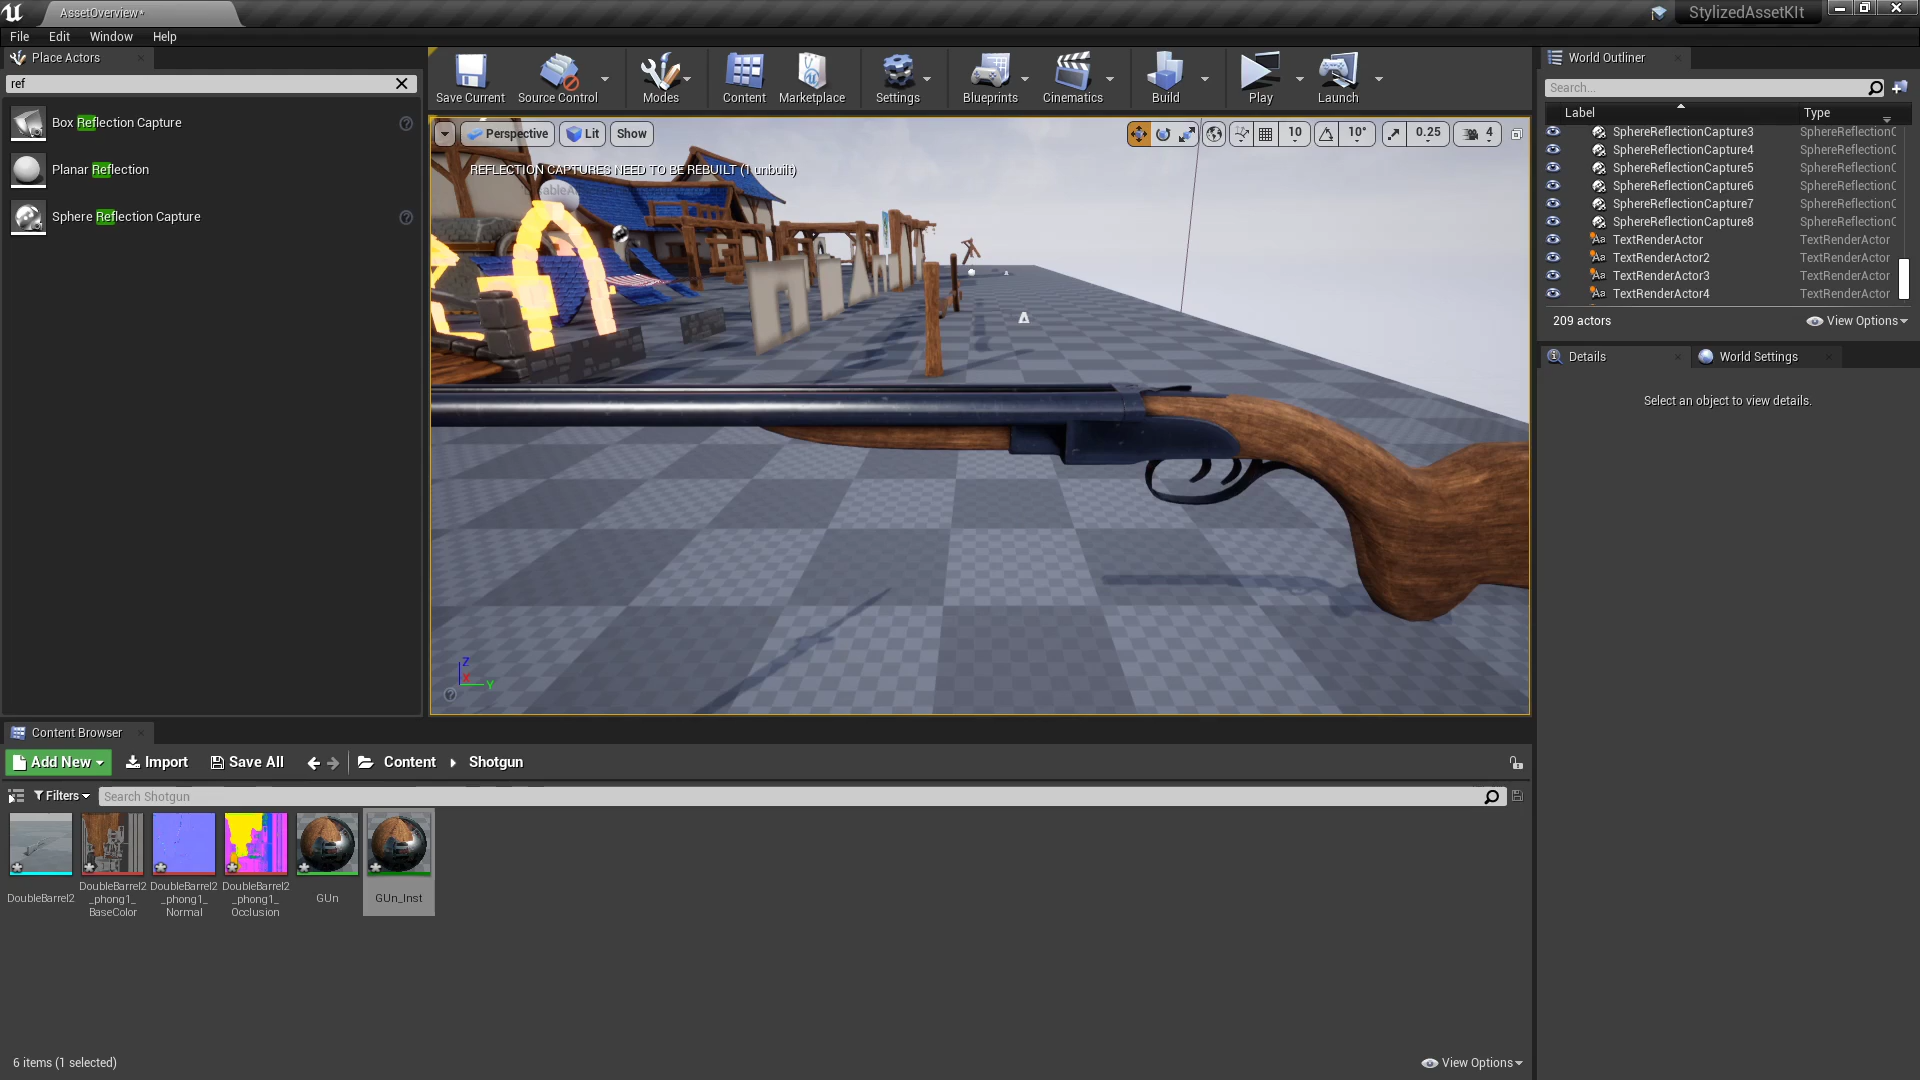 AssetOverview*
StylizedAssetKIt
File Edit Window Help
Place Actors
ref
Box Reflection Capture
Planar Reflection
Sphere Reflection Capture
Save Current
Source Control
Modes
Content
Marketplace
Settings
Blueprints
Cinematics
Build
Play
Launch
Perspective
Lit
Show
10
10°
0.25
4
REFLECTION CAPTURES NEED TO BE REBUILT (1 unbuilt)
Z
X
Y
World Outliner
Search...
Label Type
SphereReflectionCapture3 SphereReflectionC
SphereReflectionCapture4 SphereReflectionC
SphereReflectionCapture5 SphereReflectionC
SphereReflectionCapture6 SphereReflectionC
SphereReflectionCapture7 SphereReflectionC
SphereReflectionCapture8 SphereReflectionC
TextRenderActor TextRenderActor
TextRenderActor2 TextRenderActor
TextRenderActor3 TextRenderActor
TextRenderActor4 TextRenderActor
209 actors
View Options
Details
World Settings
Select an object to view details.
Content Browser
Add New
Import
Save All
Content
Shotgun
Filters
Search Shotgun
DoubleBarrel2
DoubleBarrel2
_phong1_
BaseColor
DoubleBarrel2
_phong1_
Normal
DoubleBarrel2
_phong1_
Occlusion
GUn
GUn_Inst
6 items (1 selected)
View Options